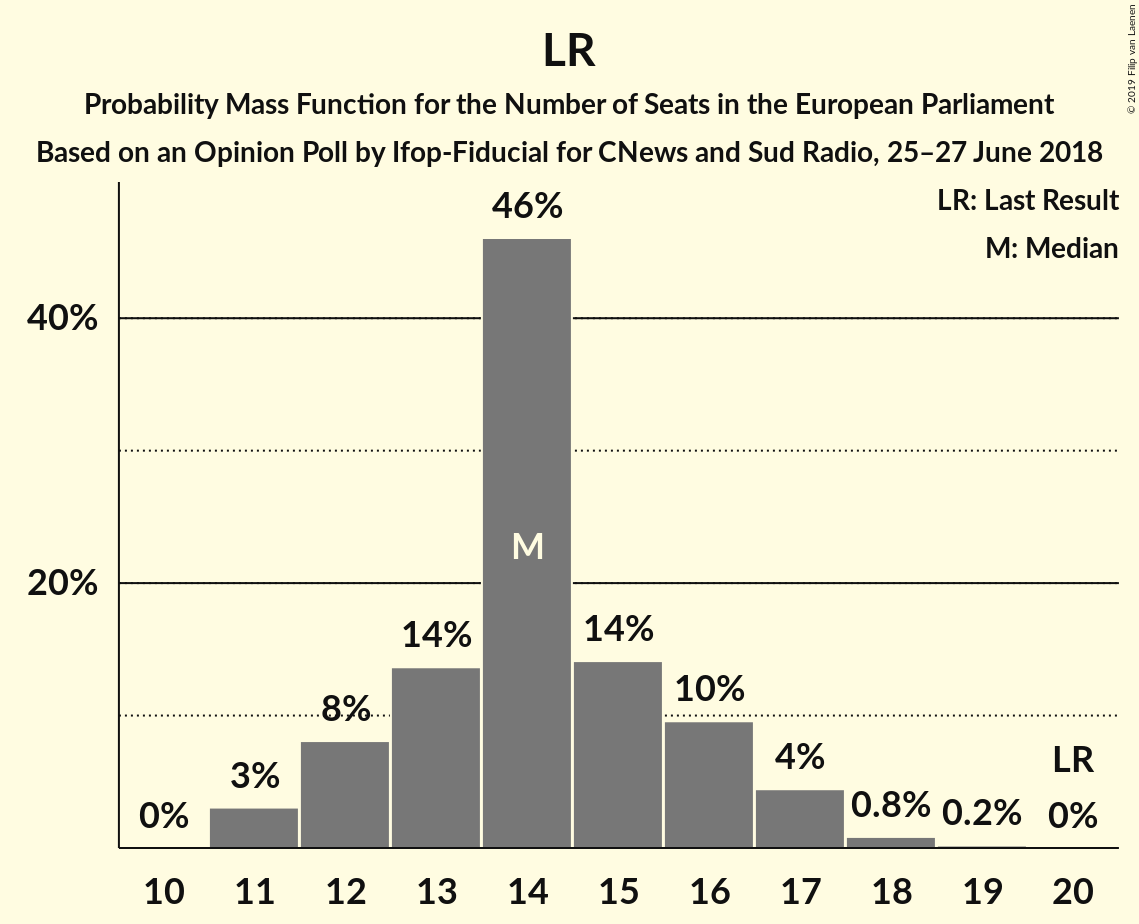 LR
Probability Mass Function for the Number of Seats in the European Parliament
Based on an Opinion Poll by Ifop-Fiducial for CNews and Sud Radio, 25–27 June 2018
© 2019 Filip van Laenen
LR: Last Result
M: Median
40%
20%
0%
3%
8%
14%
46%
M
14%
10%
4%
0.8%
0.2%
LR
0%
10 11 12 13 14 15 16 17 18 19 20